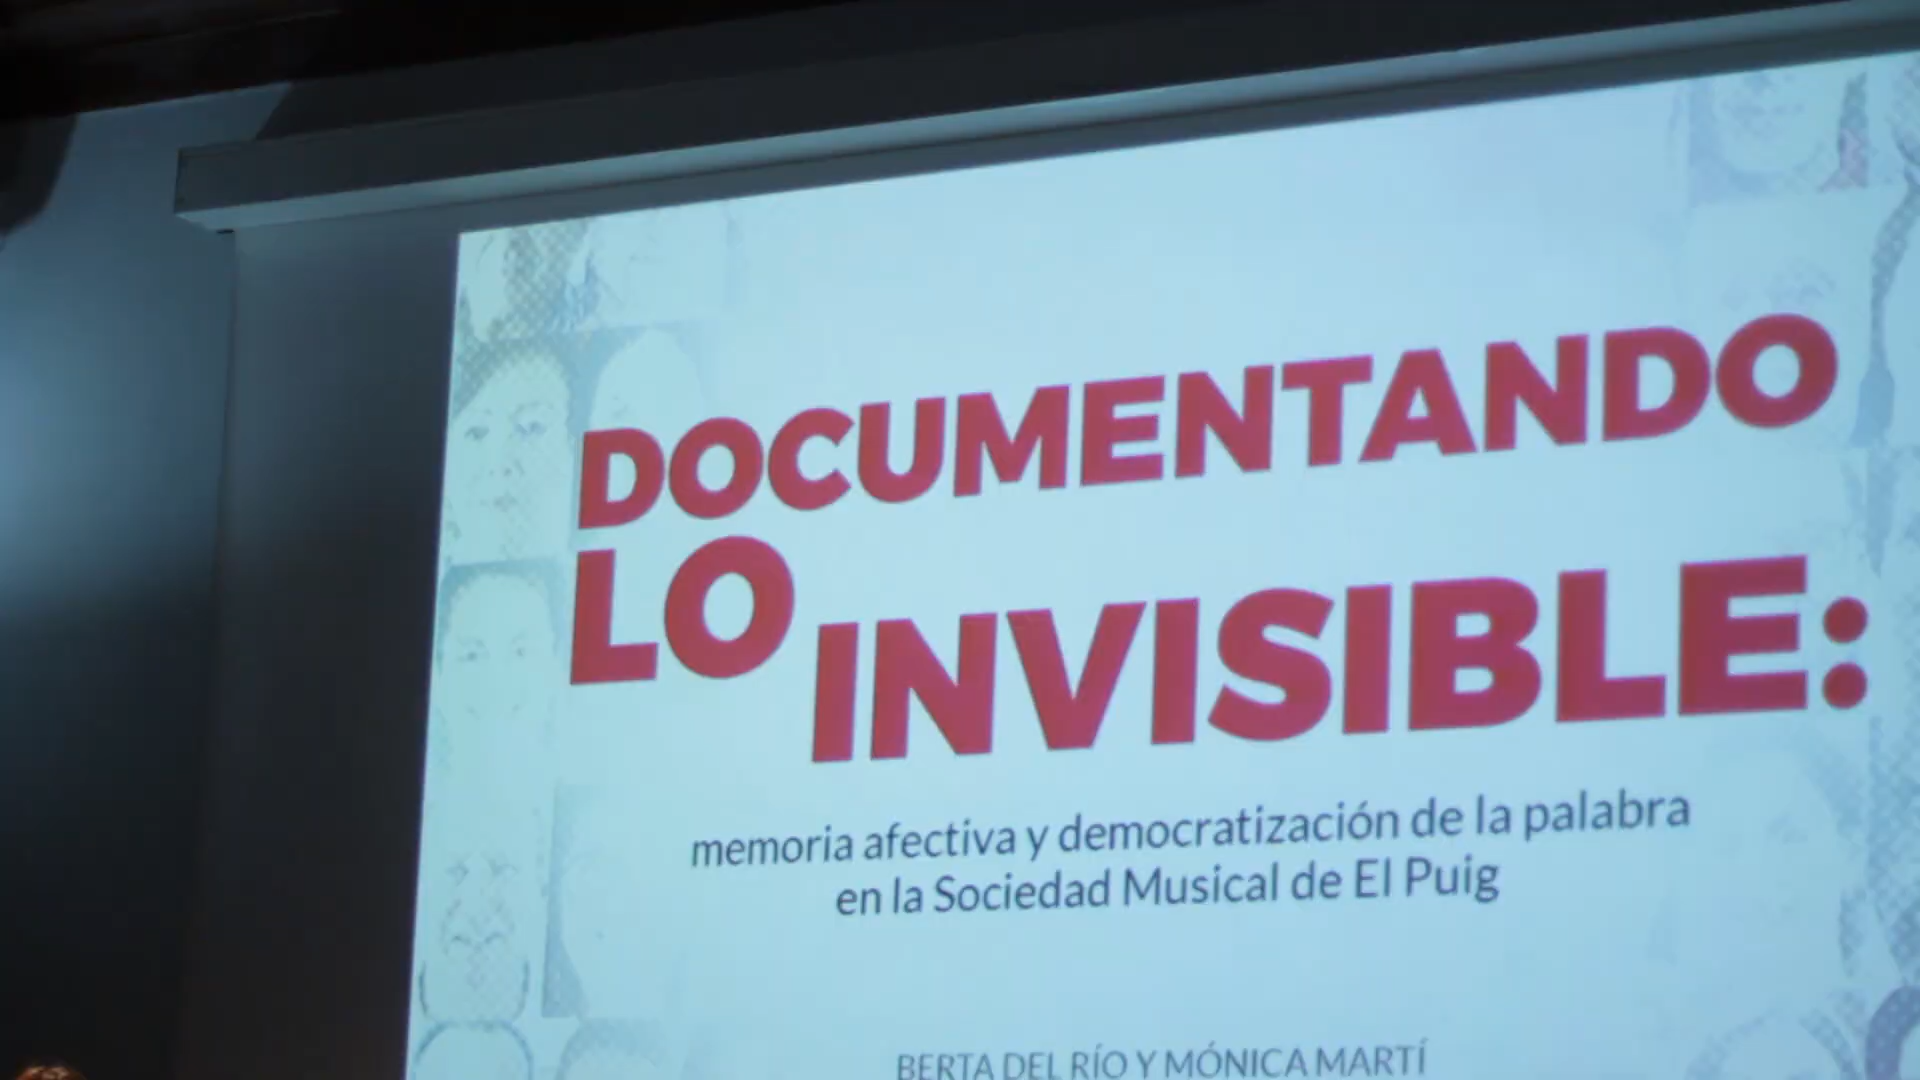 DOCUMENTANDO
LO INVISIBLE:
memoria afectiva y democratización de la palabra
en la Sociedad Musical de El Puig
BERTA DEL RÍO Y MÓNICA MARTÍ